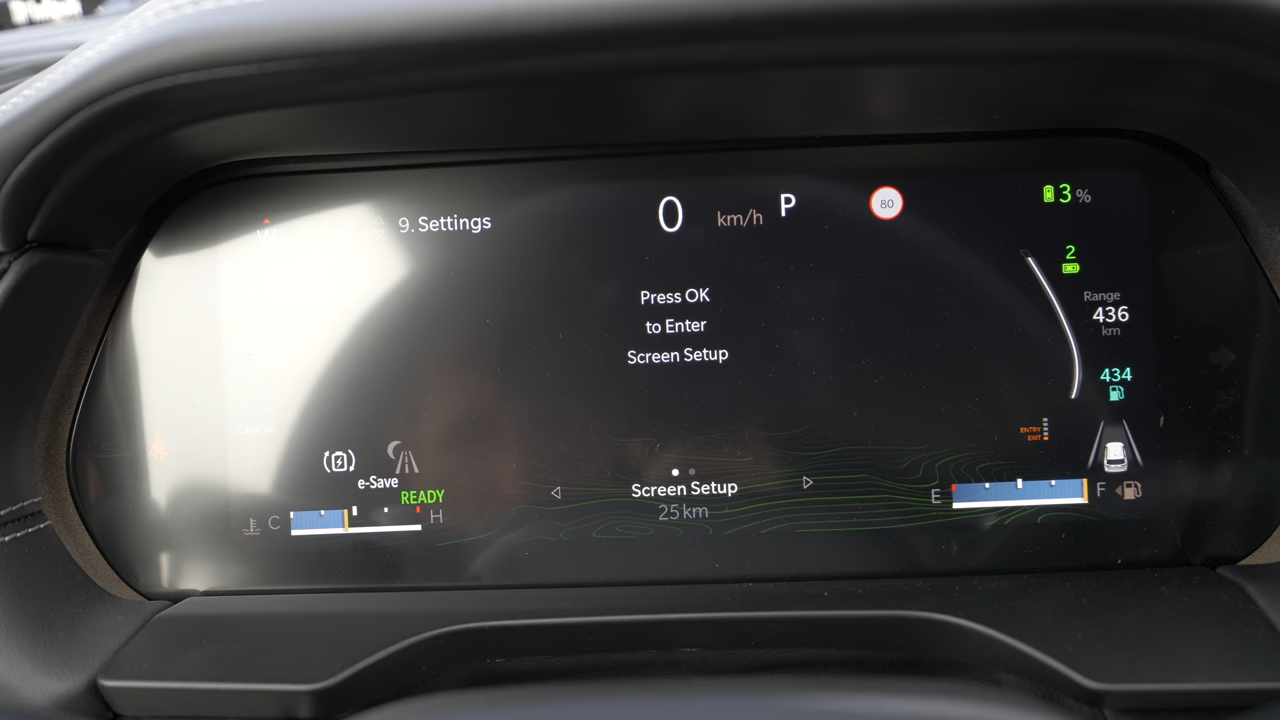 W
9. Settings
0 km/h P
80
3 %
2
Press OK
to Enter
Screen Setup
Range
436
km
434
ENTRY
EXIT
e-Save
READY
C H
Screen Setup
25 km
E F